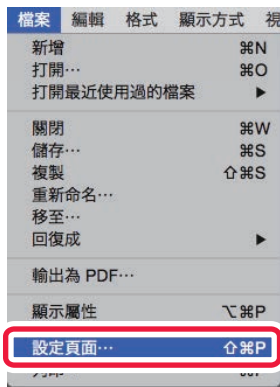 檔案 編輯 格式 顯示方式
新增 ⌘N
打開… ⌘O
打開最近使用過的檔案 ▶
關閉 ⌘W
儲存… ⌘S
複製 ⇧⌘S
重新命名…
移至…
回復成 ▶
輸出為 PDF…
顯示屬性 ⌥⌘P
設定頁面… ⇧⌘P